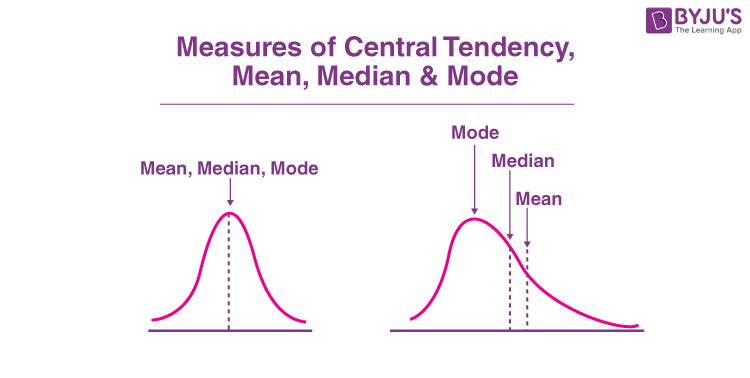 BYJU'S
The Learning App
Measures of Central Tendency,
Mean, Median & Mode
Mean, Median, Mode
Mode
Median
Mean